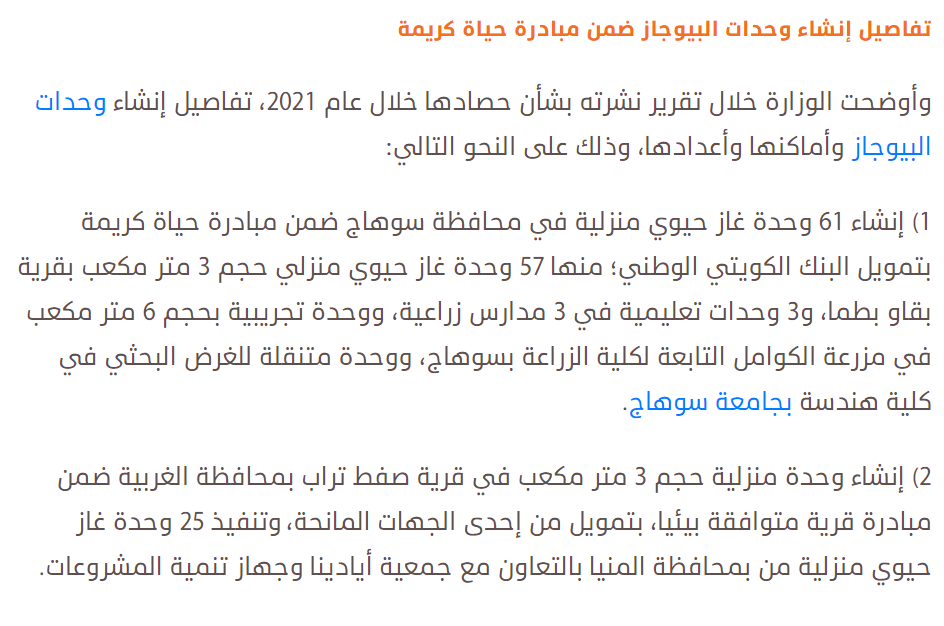 تفاصيل إنشاء وحدات البيوجاز ضمن مبادرة حياة كريمة
وأوضحت الوزارة خلال تقرير نشرته بشأن حصادها خلال عام 2021، تفاصيل إنشاء وحدات
البيوجاز وأماكنها وأعدادها، وذلك على النحو التالي:
1) إنشاء 61 وحدة غاز حيوي منزلية في محافظة سوهاج ضمن مبادرة حياة كريمة
بتمويل البنك الكويتي الوطني؛ منها 57 وحدة غاز حيوي منزلي حجم 3 متر مكعب بقرية
بقاو بطما، و3 وحدات تعليمية في 3 مدارس زراعية، ووحدة تجريبية بحجم 6 متر مكعب
في مزرعة الكوامل التابعة لكلية الزراعة بسوهاج، ووحدة متنقلة للغرض البحثي في
كلية هندسة بجامعة سوهاج.
2) إنشاء وحدة منزلية حجم 3 متر مكعب في قرية صفط تراب بمحافظة الغربية ضمن
مبادرة قرية متوافقة بيئيا، بتمويل من إحدى الجهات المانحة، وتنفيذ 25 وحدة غاز
حيوي منزلية من بمحافظة المنيا بالتعاون مع جمعية أيادينا وجهاز تنمية المشروعات.